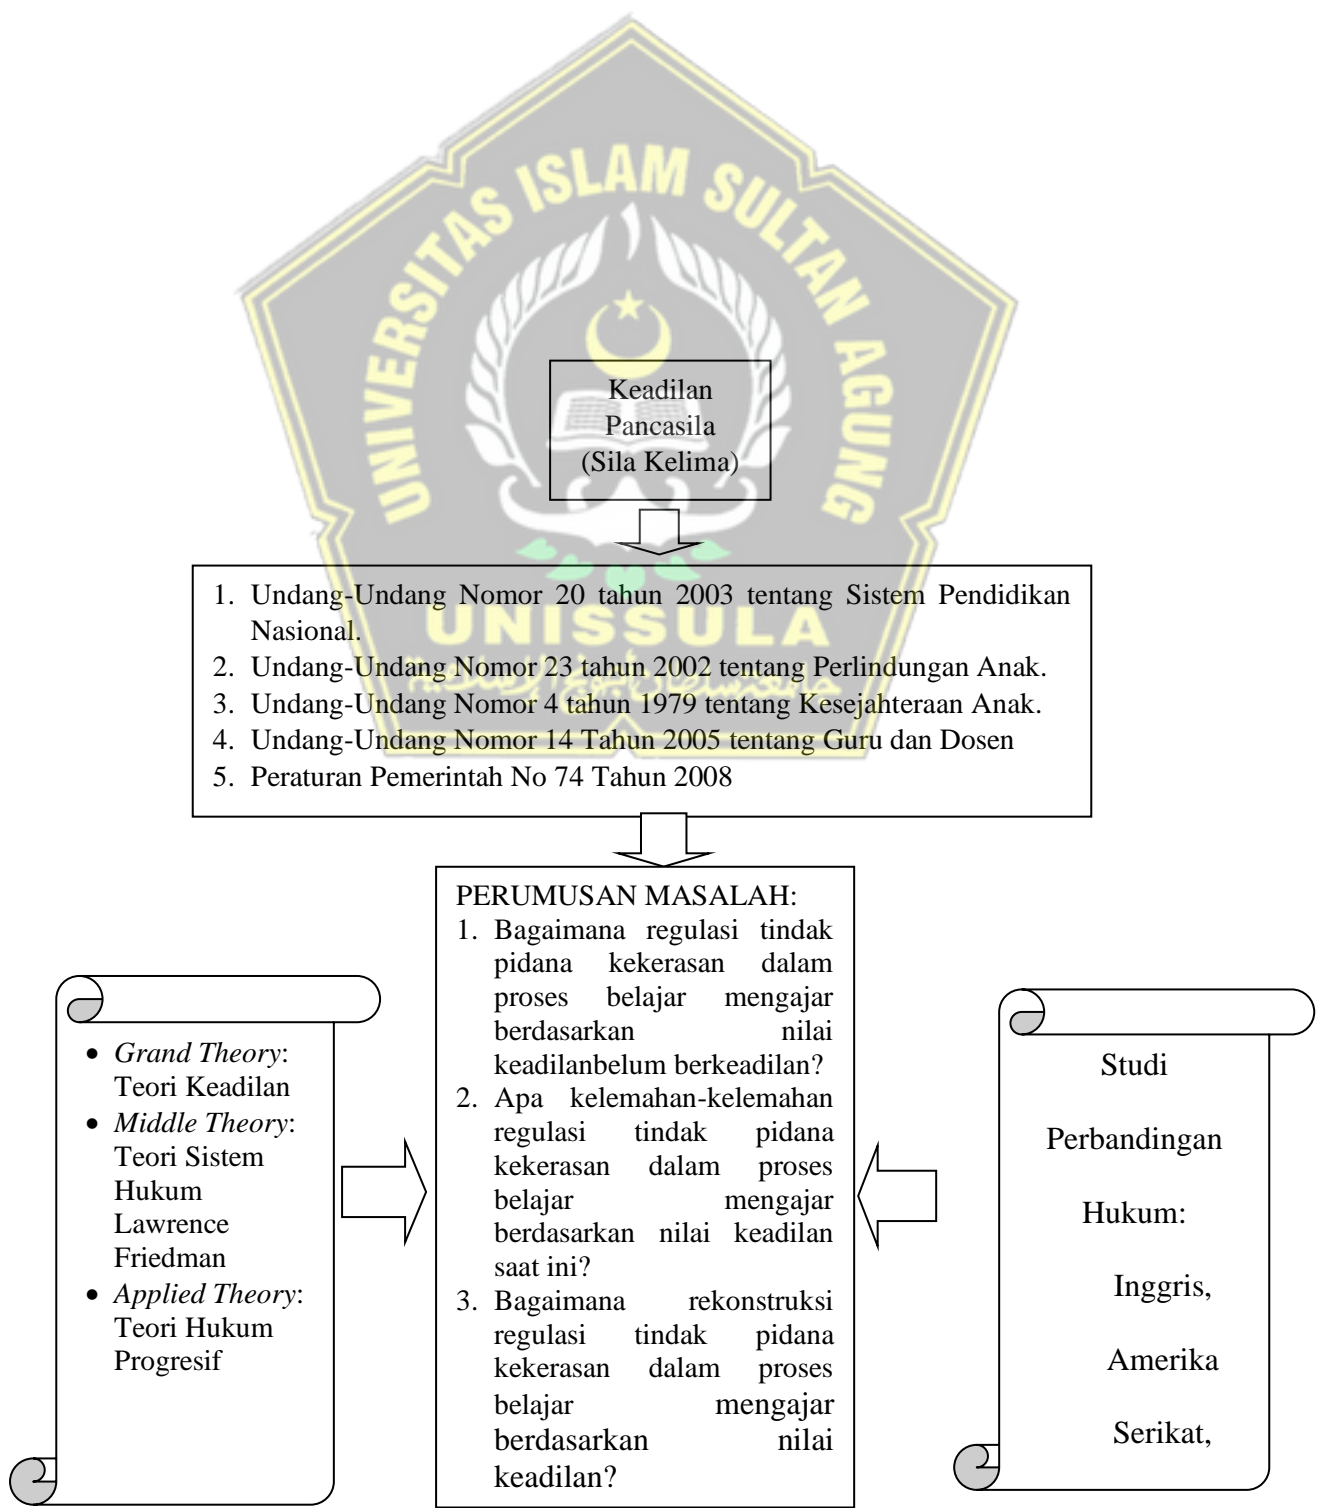 UNIVERSITAS ISLAM SULTAN AGUNG
Keadilan
Pancasila
(Sila Kelima)
1. Undang-Undang Nomor 20 tahun 2003 tentang Sistem Pendidikan
Nasional.
2. Undang-Undang Nomor 23 tahun 2002 tentang Perlindungan Anak.
3. Undang-Undang Nomor 4 tahun 1979 tentang Kesejahteraan Anak.
4. Undang-Undang Nomor 14 Tahun 2005 tentang Guru dan Dosen
5. Peraturan Pemerintah No 74 Tahun 2008
UNISSULA
PERUMUSAN MASALAH:
1. Bagaimana regulasi tindak
pidana kekerasan dalam
proses belajar mengajar
berdasarkan nilai
keadilanbelum berkeadilan?
2. Apa kelemahan-kelemahan
regulasi tindak pidana
kekerasan dalam proses
belajar mengajar
berdasarkan nilai keadilan
saat ini?
3. Bagaimana rekonstruksi
regulasi tindak pidana
kekerasan dalam proses
belajar mengajar
berdasarkan nilai
keadilan?
• Grand Theory:
Teori Keadilan
• Middle Theory:
Teori Sistem
Hukum
Lawrence
Friedman
• Applied Theory:
Teori Hukum
Progresif
Studi
Perbandingan
Hukum:
Inggris,
Amerika
Serikat,